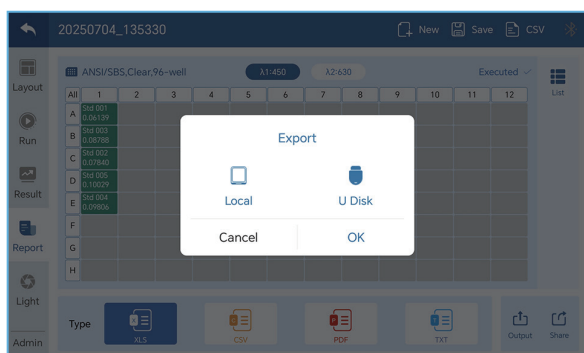 20250704_135330
New
Save
CSV
Layout
Run
Result
Report
Light
Admin
ANSI/SBS,Clear,96-well
λ1:450
λ2:630
Executed
List
All 1 2 3 4 5 6 7 8 9 10 11 12
A
Std 001
0.06139
B
Std 003
0.08788
C
Std 002
0.07840
D
Std 005
0.10029
E
Std 004
0.09806
F
G
H
Export
Local
U Disk
Cancel
OK
Type
XLS
CSV
PDF
TXT
Output
Share